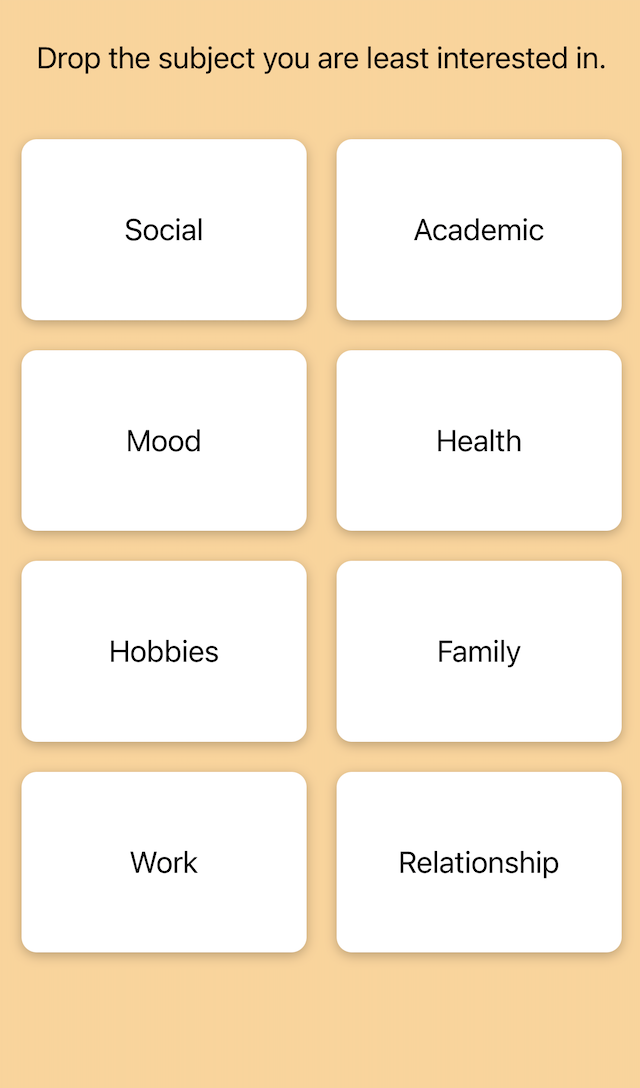 Drop the subject you are least interested in.
Social
Academic
Mood
Health
Hobbies
Family
Work
Relationship